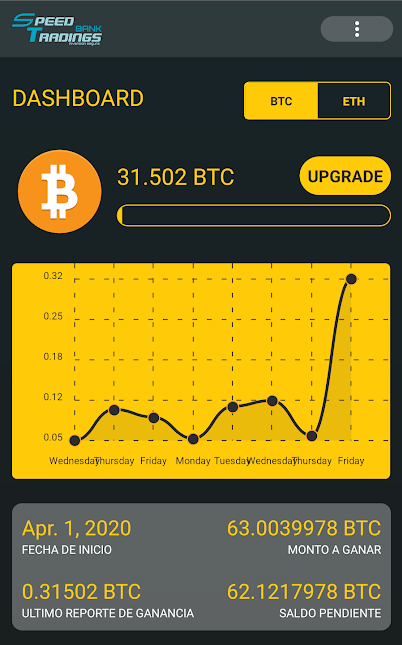 SPEED
BANK
TRADINGS
inversion segura
DASHBOARD
BTC ETH
31.502 BTC UPGRADE
0.32
0.25
0.18
0.12
0.05
Wednesday Thursday Friday Monday Tuesday Wednesday Thursday Friday
Apr. 1, 2020 63.0039978 BTC
FECHA DE INICIO MONTO A GANAR
0.31502 BTC 62.1217978 BTC
ULTIMO REPORTE DE GANANCIA SALDO PENDIENTE